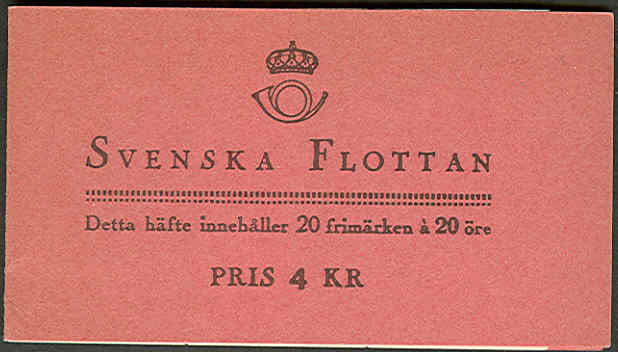 SVENSKA FLOTTAN
Detta häfte innehåller 20 frimärken à 20 öre
PRIS 4 KR